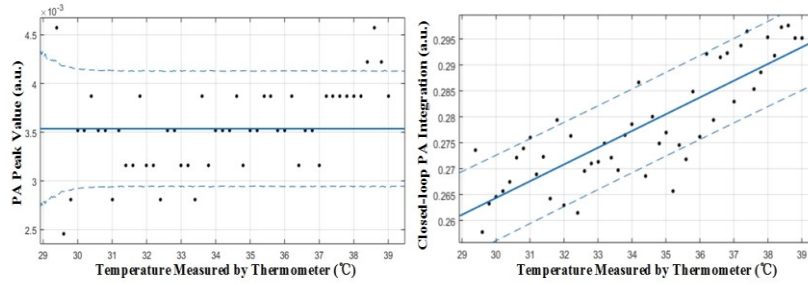 ×10⁻³
4.5
4
3.5
3
2.5
PA Peak Value (a.u.)
29 30 31 32 33 34 35 36 37 38 39
Temperature Measured by Thermometer (℃)
0.295
0.29
0.285
0.28
0.275
0.27
0.265
0.26
Closed-loop PA Integration (a.u.)
29 30 31 32 33 34 35 36 37 38 39
Temperature Measured by Thermometer (℃)